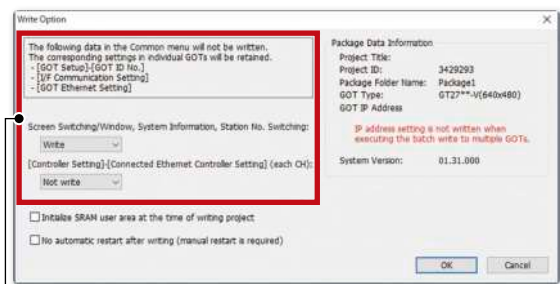 Write Option
The following data in the Common menu will not be written.
The corresponding settings in individual GOTs will be retained.
- [GOT Setup]-[GOT ID No.]
- [I/F Communication Setting]
- [GOT Ethernet Setting]
Screen Switching/Window, System Information, Station No. Switching:
Write
[Controller Setting]-[Connected Ethernet Controller Setting] (each CH):
Not write
Initialize SRAM user area at the time of writing project
No automatic restart after writing (manual restart is required)
Package Data Information
Project Title:
Project ID: 3429293
Package Folder Name: Package1
GOT Type: GT27**-V(640x480)
GOT IP Address
IP address setting is not written when
executing the batch write to multiple GOTs.
System Version: 01.31.000
OK Cancel